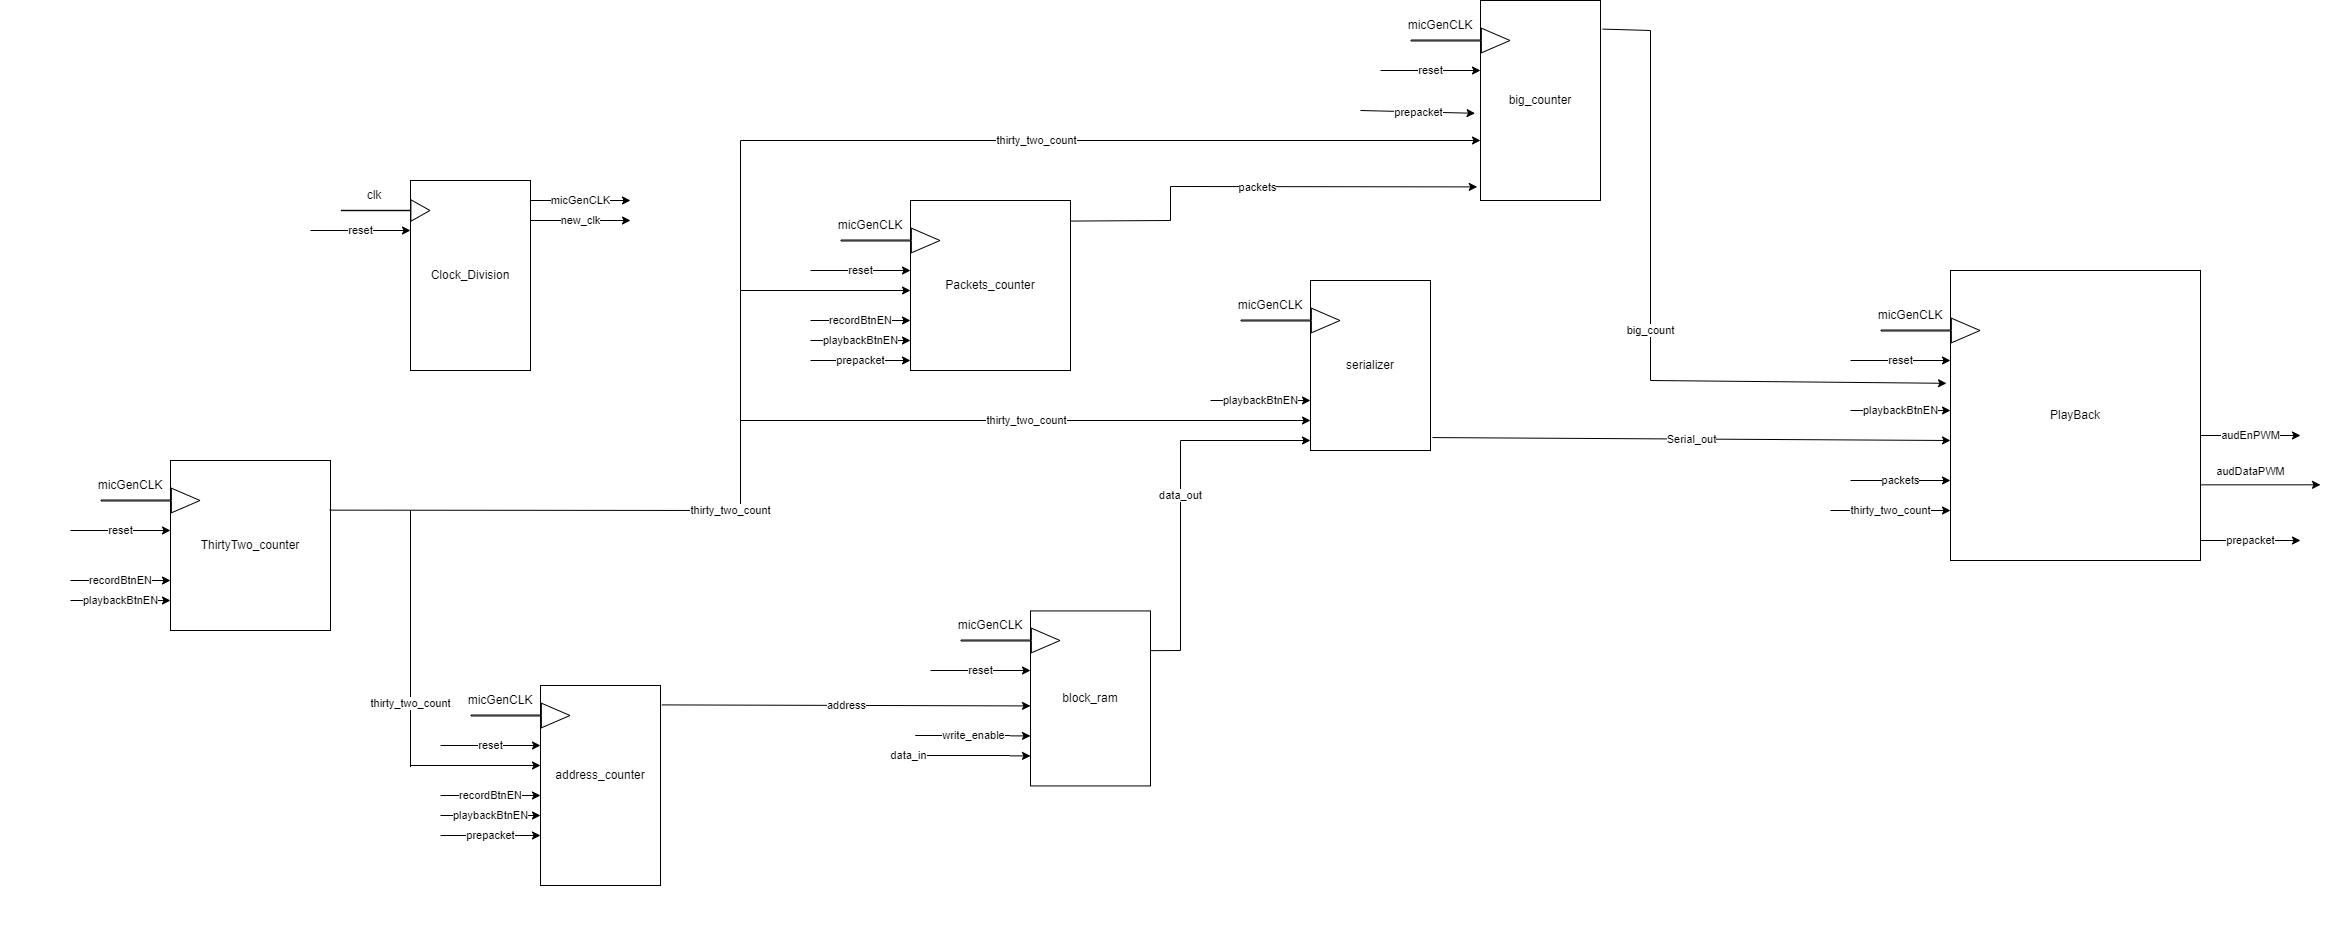 micGenCLK
reset
prepacket
thirty_two_count
packets
big_counter
clk
reset
Clock_Division
micGenCLK
new_clk
micGenCLK
reset
recordBtnEN
playbackBtnEN
prepacket
Packets_counter
micGenCLK
playbackBtnEN
thirty_two_count
serializer
big_count
Serial_out
micGenCLK
reset
playbackBtnEN
packets
thirty_two_count
PlayBack
audEnPWM
audDataPWM
prepacket
micGenCLK
reset
recordBtnEN
playbackBtnEN
ThirtyTwo_counter
thirty_two_count
data_out
thirty_two_count
micGenCLK
reset
recordBtnEN
playbackBtnEN
prepacket
address_counter
address
micGenCLK
reset
write_enable
data_in
block_ram